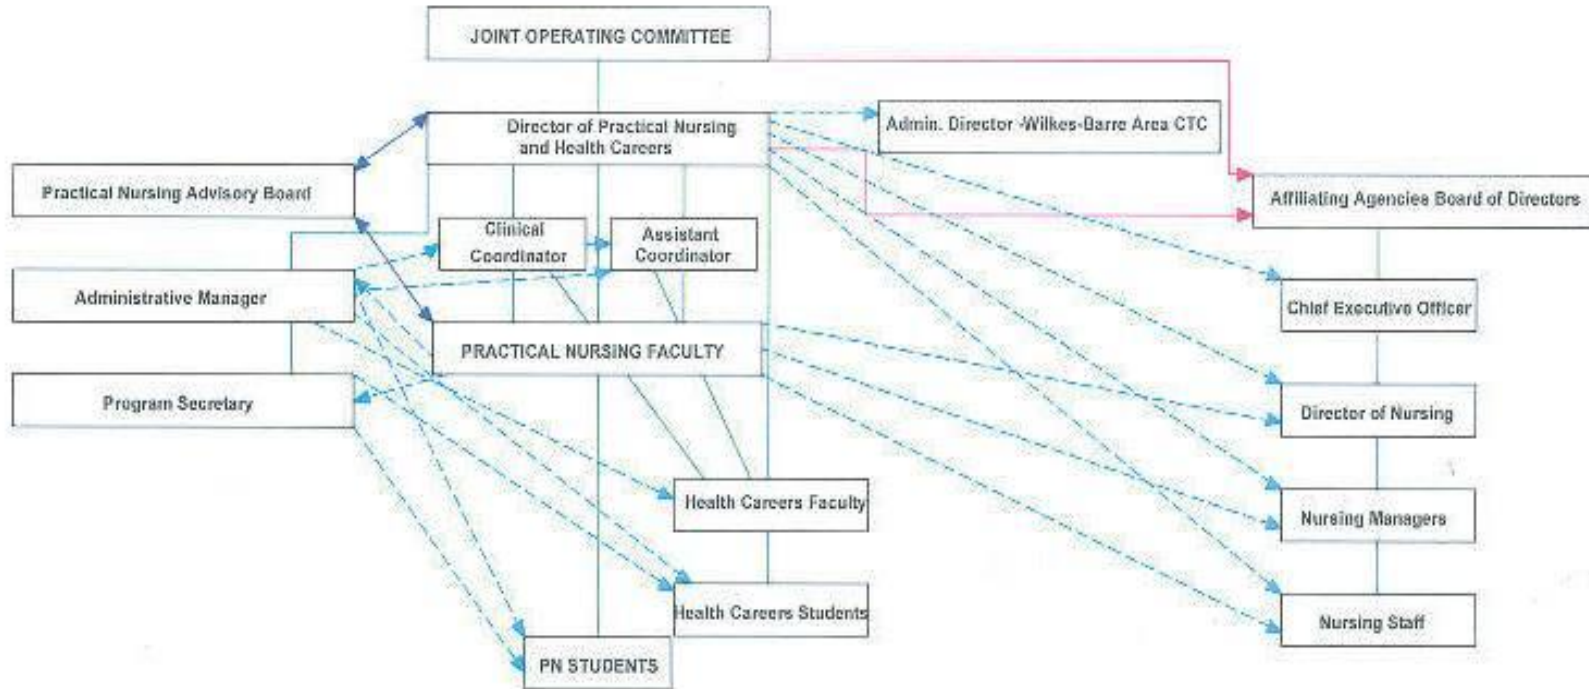 JOINT OPERATING COMMITTEE
Director of Practical Nursing
and Health Careers
Admin. Director -Wilkes-Barre Area CTC
Practical Nursing Advisory Board
Affiliating Agencies Board of Directors
Clinical
Coordinator
Assistant
Coordinator
Administrative Manager
Chief Executive Officer
PRACTICAL NURSING FACULTY
Program Secretary
Director of Nursing
Health Careers Faculty
Nursing Managers
Health Careers Students
Nursing Staff
PN STUDENTS